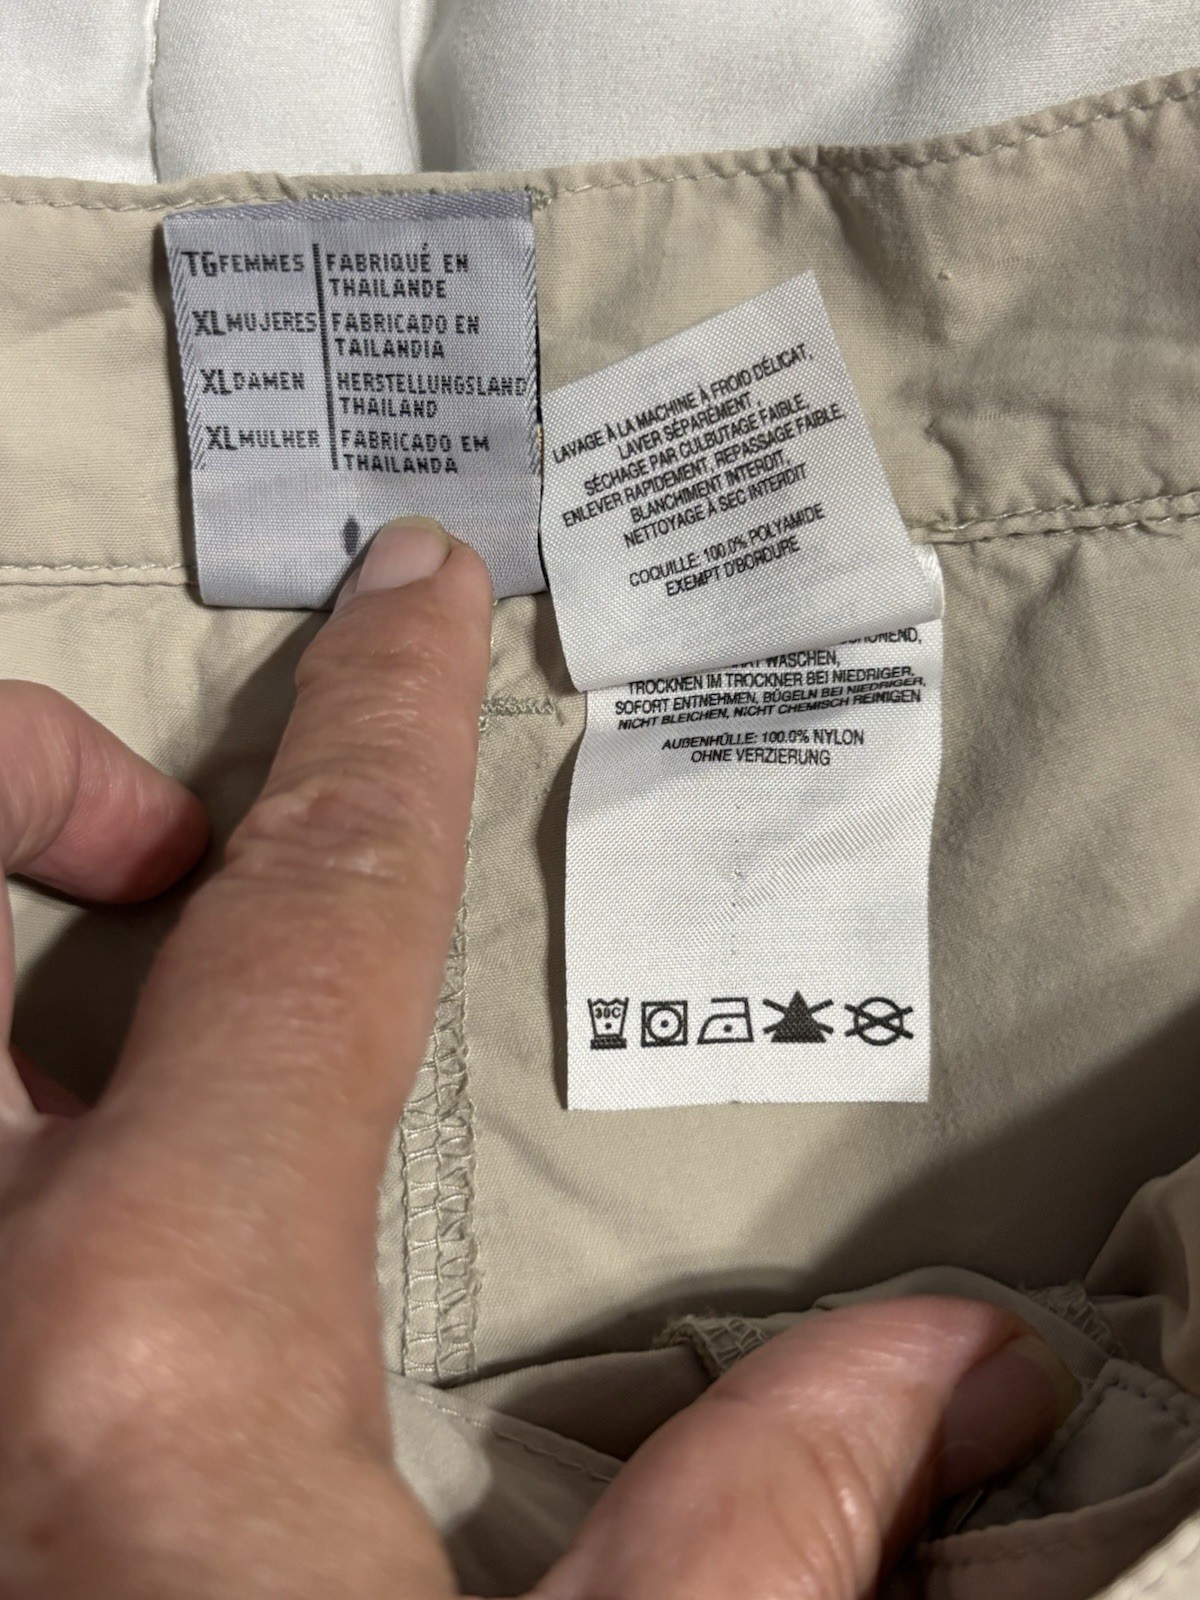 TG FEMMES
FABRIQUÉ EN
THAILANDE
XL MUJERES
FABRICADO EN
TAILANDIA
XL DAMEN
HERSTELLUNGSLAND
THAILAND
XL MULHER
FABRICADO EM
THAILANDA
LAVAGE À LA MACHINE À FROID DÉLICAT,
LAVER SÉPARÉMENT,
SÉCHAGE PAR CULBUTAGE FAIBLE,
ENLEVER RAPIDEMENT, REPASSAGE FAIBLE,
BLANCHIMENT INTERDIT,
NETTOYAGE À SEC INTERDIT
COQUILLE: 100.0% POLYAMIDE
EXEMPT D'BORDURE
WASCHEN,
TROCKNEN IM TROCKNER BEI NIEDRIGER,
SOFORT ENTNEHMEN, BÜGELN BEI NIEDRIGER,
NICHT BLEICHEN, NICHT CHEMISCH REINIGEN
AUßENHÜLLE: 100.0% NYLON
OHNE VERZIERUNG
30C